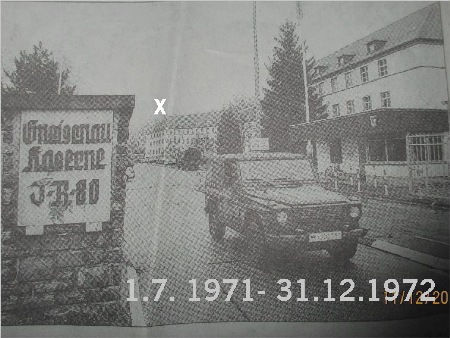 X
Gneisenau
Kaserne
J-R-80
1.7. 1971- 31.12.1972